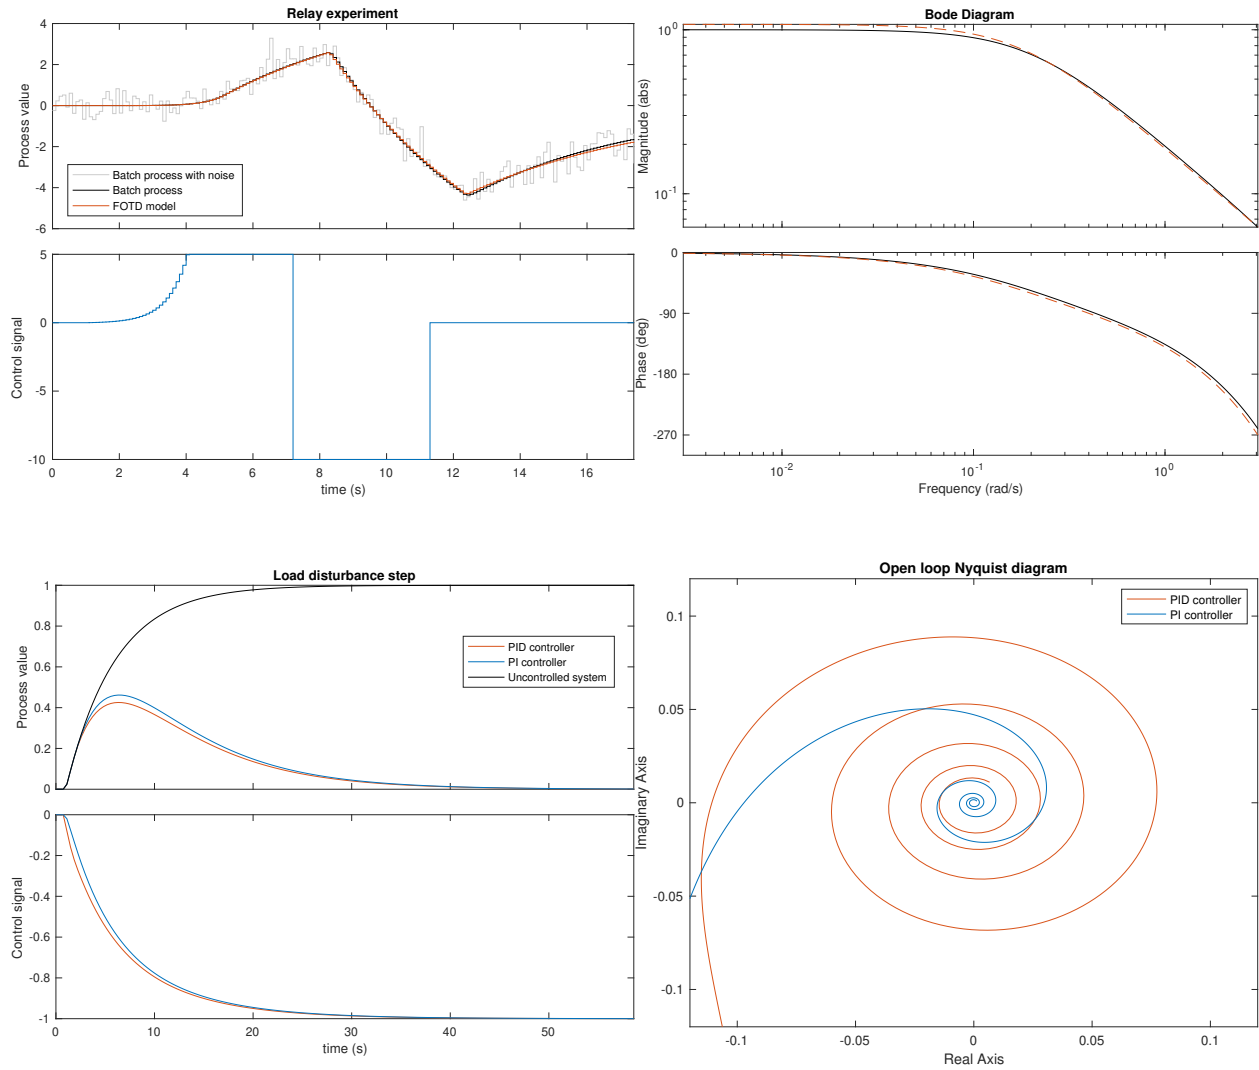 Relay experiment
4
2
0
-2
-4
-6
Process value
Batch process with noise
Batch process
FOTD model
5
0
-5
-10
Control signal
0
2
4
6
8
10
12
14
16
time (s)
Bode Diagram
10^0
10^-1
Magnitude (abs)
0
-90
-180
-270
Phase (deg)
10^-2
10^-1
10^0
Frequency (rad/s)
Load disturbance step
1
0.8
0.6
0.4
0.2
0
Process value
PID controller
PI controller
Uncontrolled system
0
-0.2
-0.4
-0.6
-0.8
-1
Control signal
0
10
20
30
40
50
time (s)
Open loop Nyquist diagram
PID controller
PI controller
0.1
0.05
0
-0.05
-0.1
Imaginary Axis
-0.1
-0.05
0
0.05
0.1
Real Axis